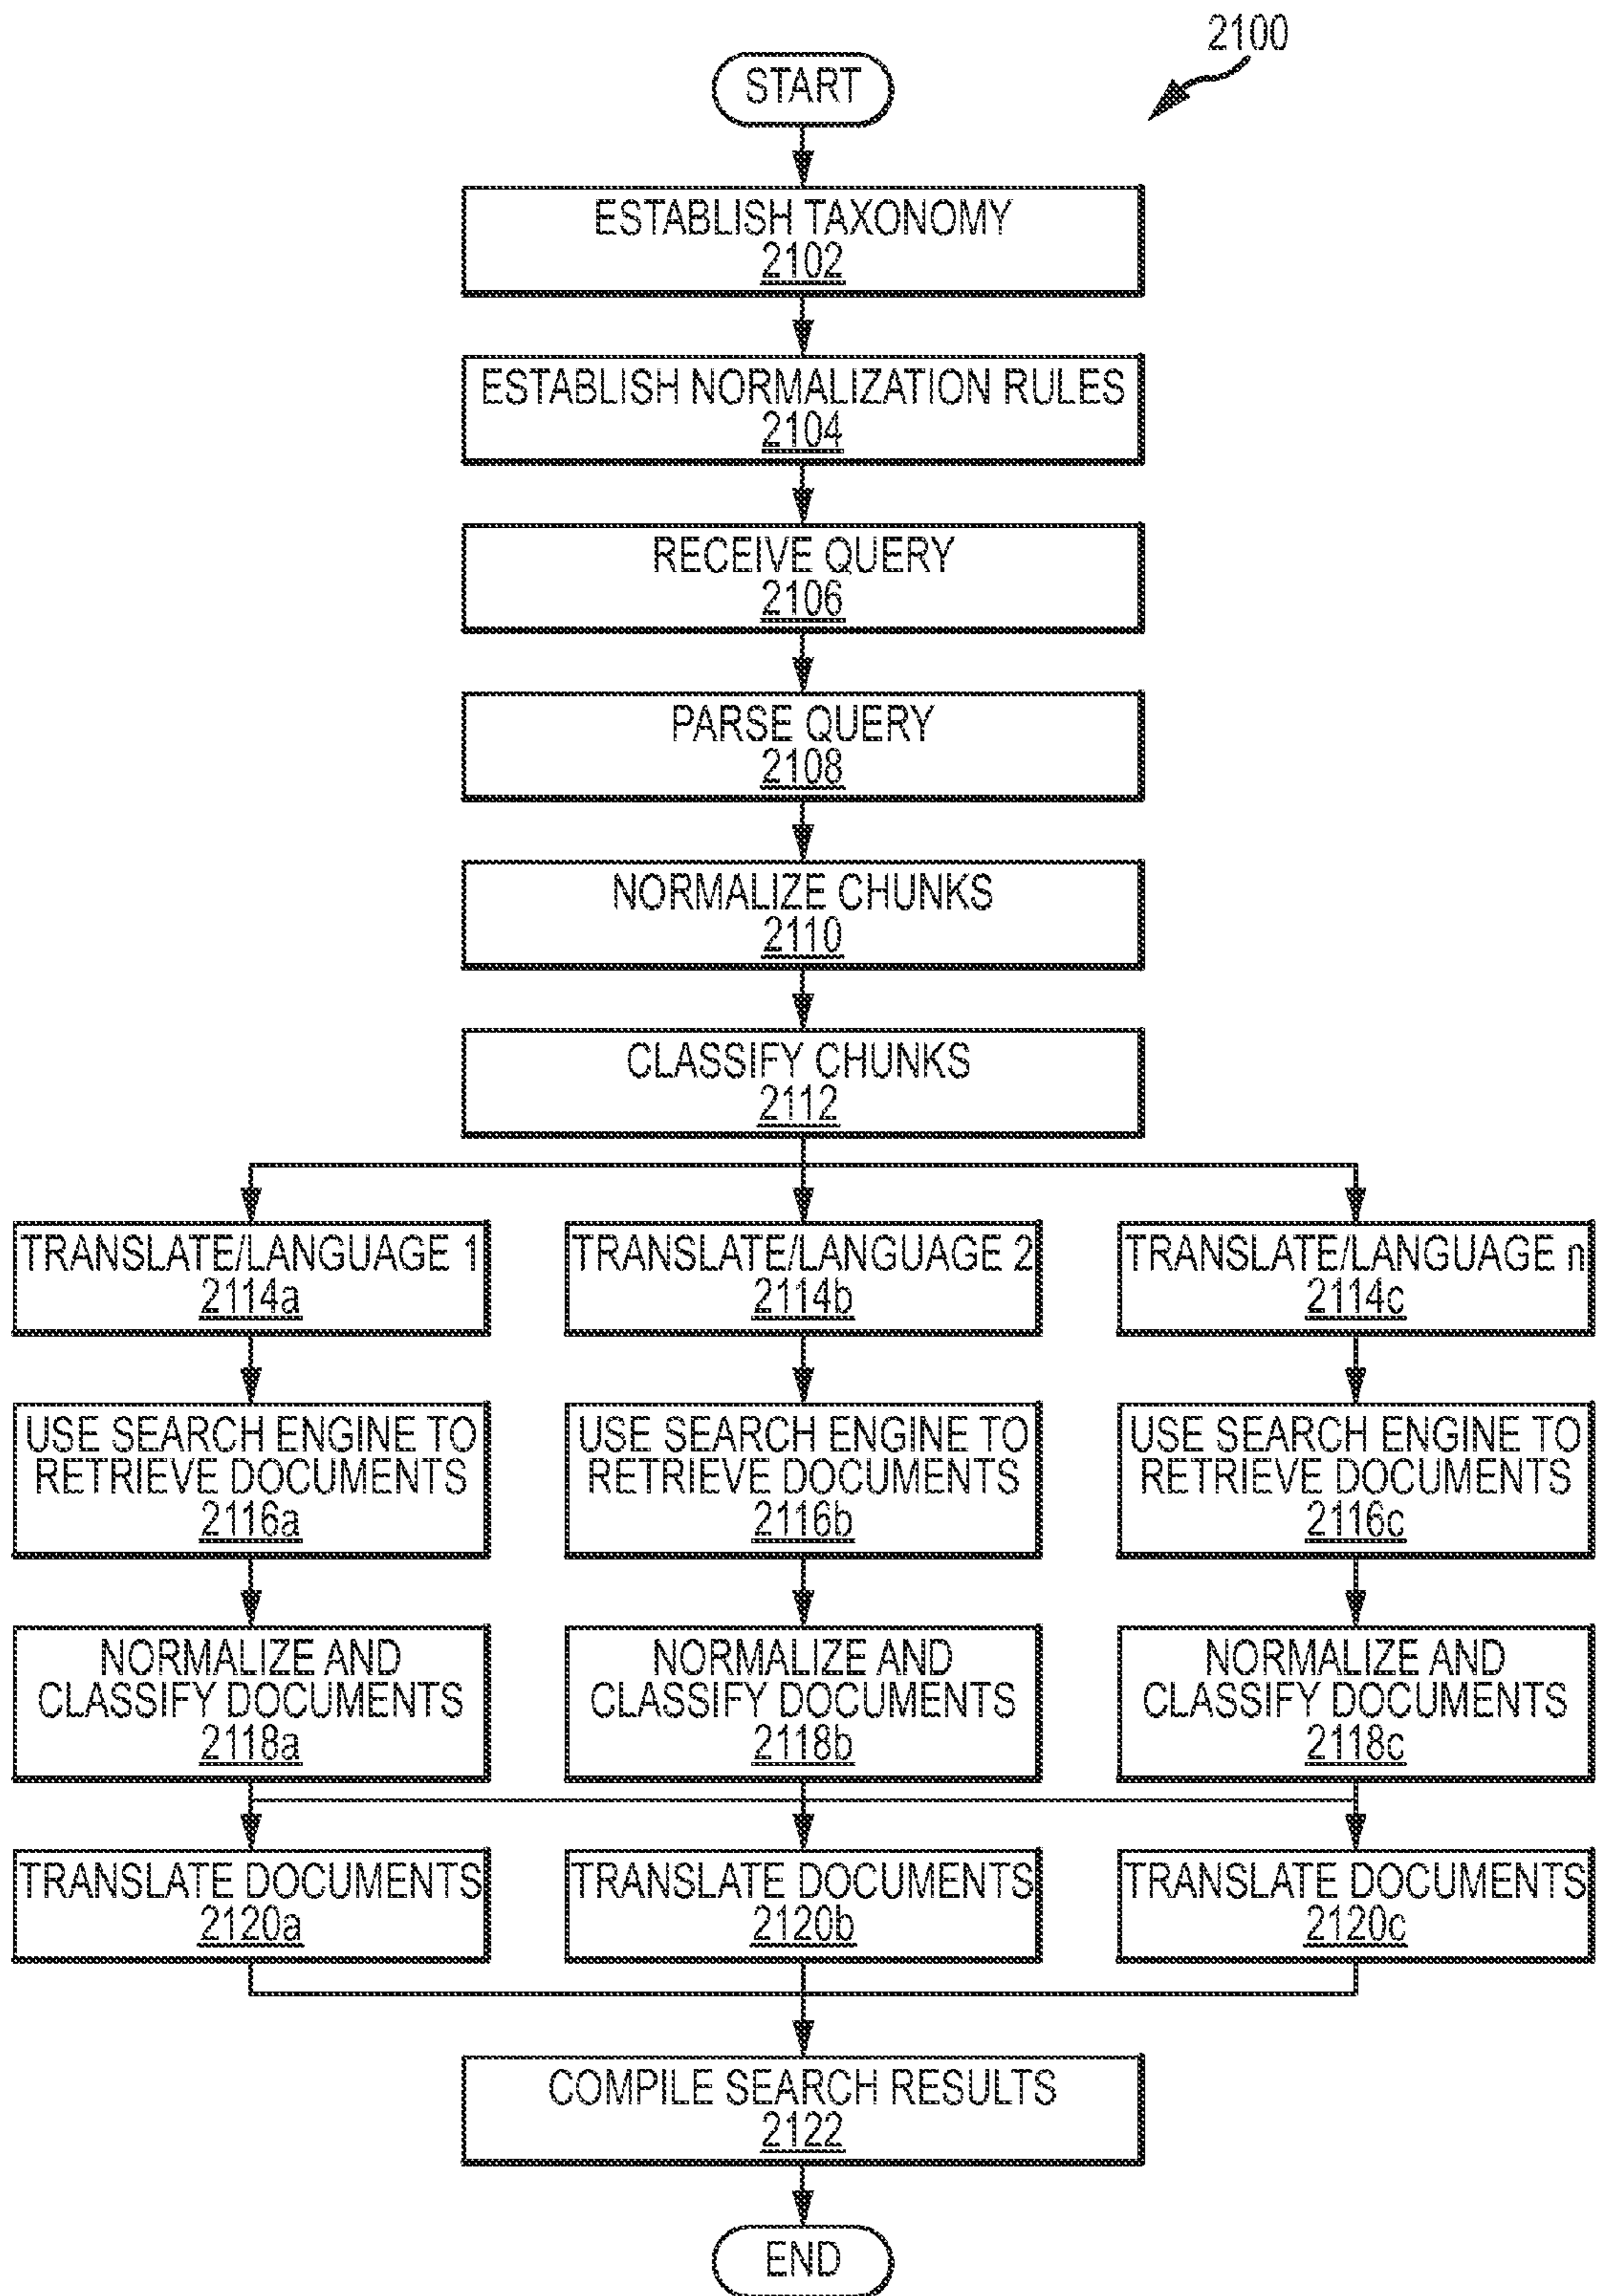 2100
START
ESTABLISH TAXONOMY
2102
ESTABLISH NORMALIZATION RULES
2104
RECEIVE QUERY
2106
PARSE QUERY
2108
NORMALIZE CHUNKS
2110
CLASSIFY CHUNKS
2112
TRANSLATE/LANGUAGE 1
2114a
TRANSLATE/LANGUAGE 2
2114b
TRANSLATE/LANGUAGE n
2114c
USE SEARCH ENGINE TO
RETRIEVE DOCUMENTS
2116a
USE SEARCH ENGINE TO
RETRIEVE DOCUMENTS
2116b
USE SEARCH ENGINE TO
RETRIEVE DOCUMENTS
2116c
NORMALIZE AND
CLASSIFY DOCUMENTS
2118a
NORMALIZE AND
CLASSIFY DOCUMENTS
2118b
NORMALIZE AND
CLASSIFY DOCUMENTS
2118c
TRANSLATE DOCUMENTS
2120a
TRANSLATE DOCUMENTS
2120b
TRANSLATE DOCUMENTS
2120c
COMPILE SEARCH RESULTS
2122
END